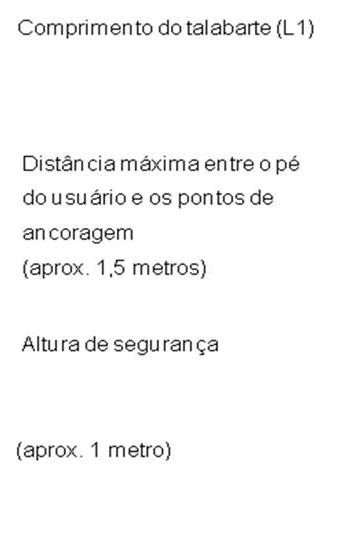 Comprimento do talabarte (L1)
Distância máxima entre o pé
do usuário e os pontos de
ancoragem
(aprox. 1,5 metros)
Altura de segurança
(aprox. 1 metro)